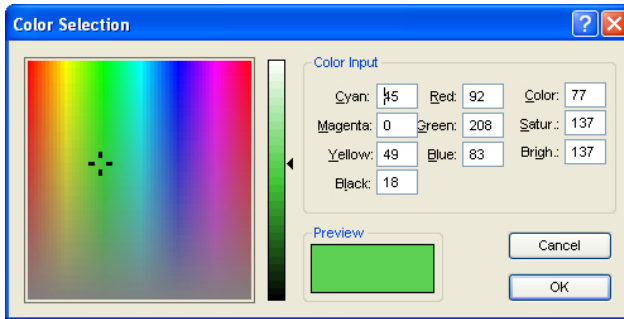 Color Selection
Color Input
Cyan: 45 Red: 92 Color: 77
Magenta: 0 Green: 208 Satur.: 137
Yellow: 49 Blue: 83 Brigh.: 137
Black: 18
Preview
Cancel
OK